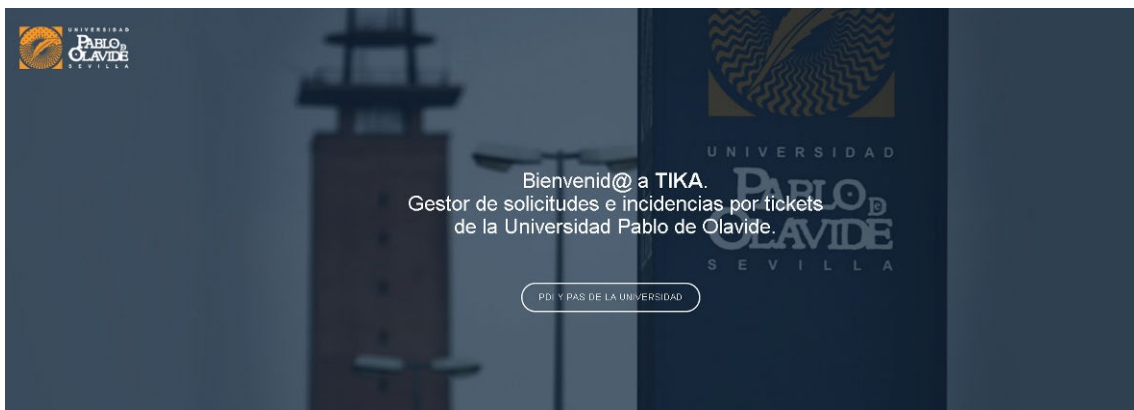 UNIVERSIDAD
PABLO DE
OLAVIDE
SEVILLA
UNIVERSIDAD
PABLO DE
OLAVIDE
SEVILLA
Bienvenid@ a TIKA.
Gestor de solicitudes e incidencias por tickets
de la Universidad Pablo de Olavide.
PDI Y PAS DE LA UNIVERSIDAD